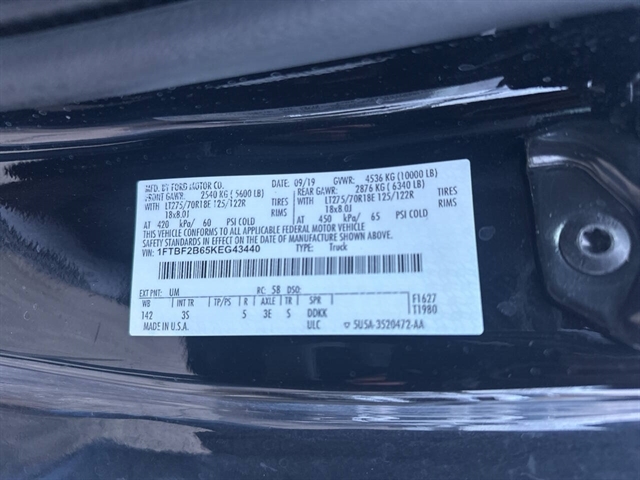 MFD. BY FORD MOTOR CO. DATE: 09/19 GVWR: 4536 KG (10000 LB)
FRONT GAWR: 2540 KG (5600 LB) REAR GAWR: 2876 KG (6340 LB)
WITH LT275/70R18E 125/122R TIRES WITH LT275/70R18E 125/122R TIRES
18x8.0J RIMS 18x8.0J RIMS
AT 420 kPa/ 60 PSI COLD AT 450 kPa/ 65 PSI COLD
THIS VEHICLE CONFORMS TO ALL APPLICABLE FEDERAL MOTOR VEHICLE
SAFETY STANDARDS IN EFFECT ON THE DATE OF MANUFACTURE SHOWN ABOVE.
VIN: 1FTBF2B65KEG43440 TYPE: Truck
EXT PNT: UM RC: 58 DSO:
WB INT TR TP/PS R AXLE TR SPR F1627
142 3S 5 3E S DDKK T1980
MADE IN U.S.A. ULC 5U5A-3520472-AA